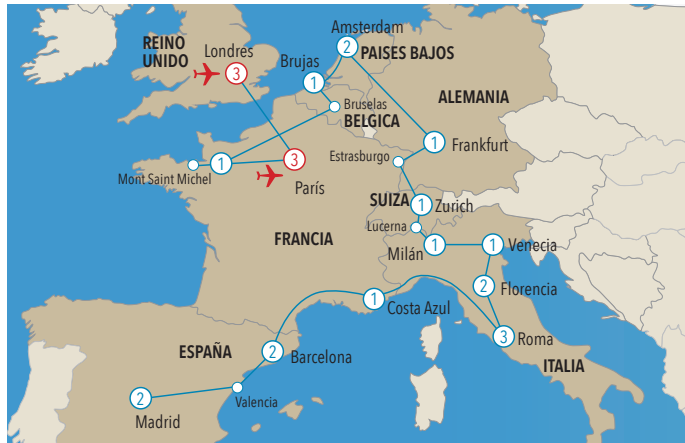 Amsterdam
2
REINO
UNIDO
Londres
3
Brujas
1
PAISES BAJOS
ALEMANIA
Bruselas
BELGICA
1
Frankfurt
Estrasburgo
1
3
Mont Saint Michel
París
SUIZA
1
Zurich
Lucerna
FRANCIA
Milán
1
1
Venecia
2
Florencia
1
Costa Azul
3
Roma
ITALIA
ESPAÑA
2
Barcelona
2
Madrid
Valencia